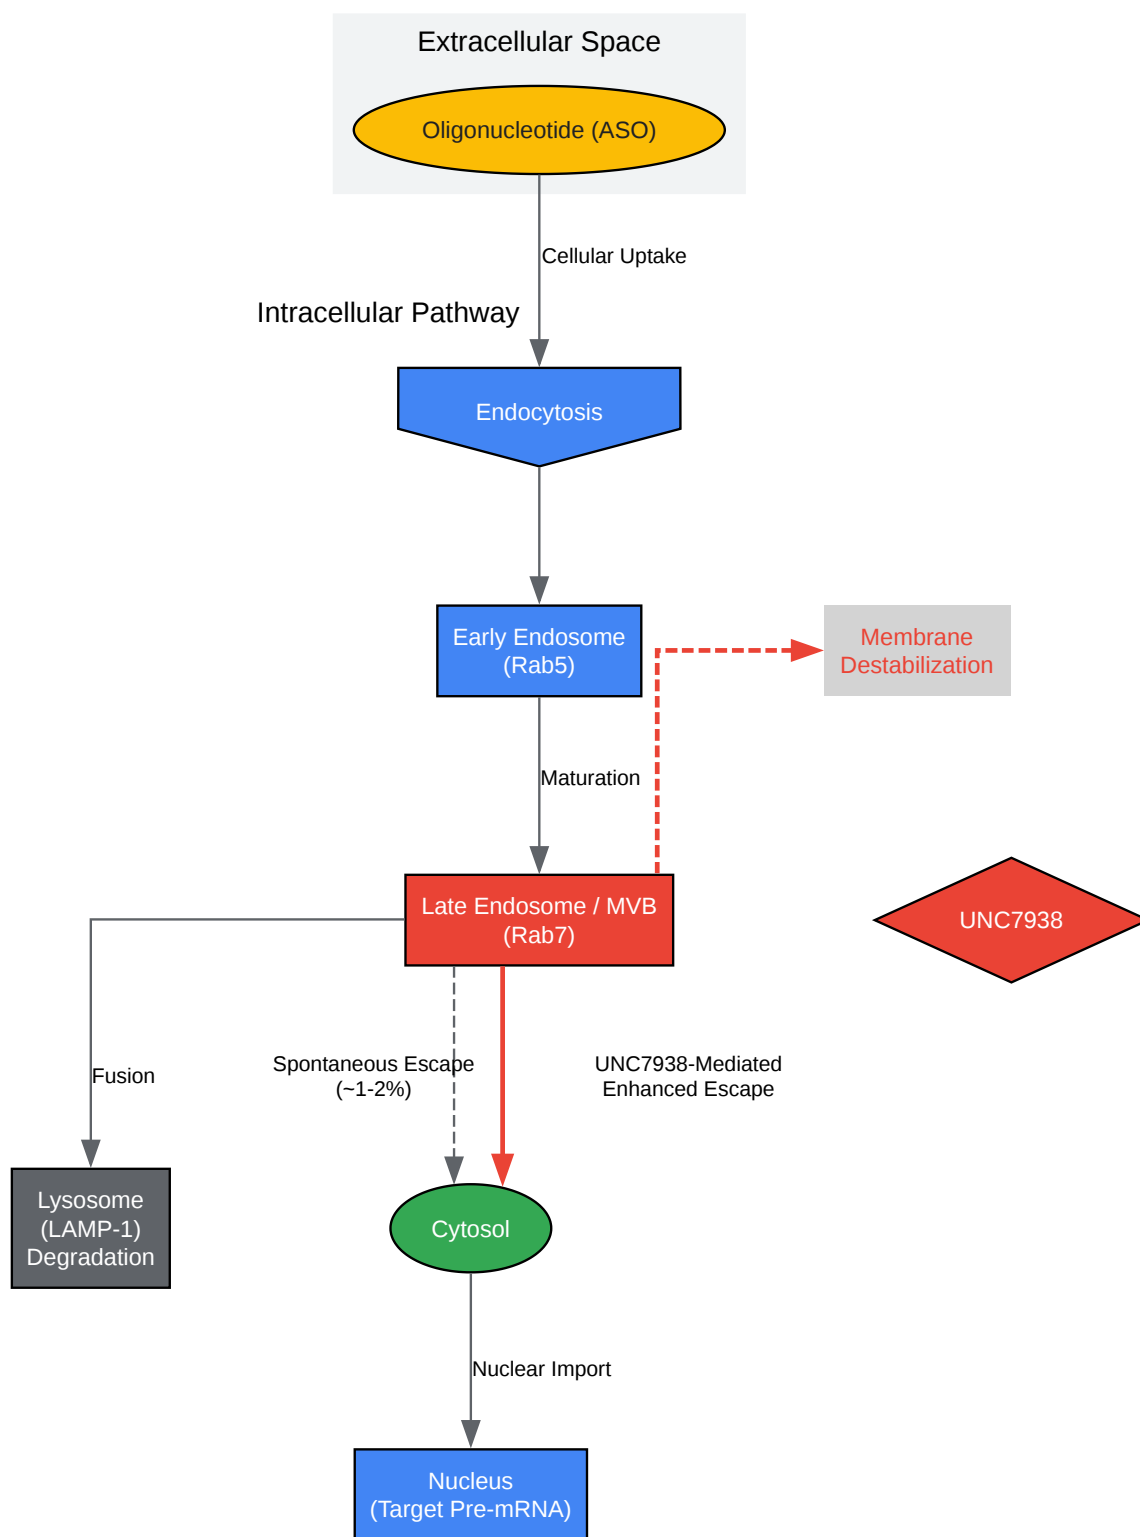 Extracellular Space
Oligonucleotide (ASO)
Cellular Uptake
Intracellular Pathway
Endocytosis
Early Endosome
(Rab5)
Membrane
Destabilization
Maturation
Late Endosome / MVB
(Rab7)
UNC7938
Fusion
Spontaneous Escape
(~1-2%)
UNC7938-Mediated
Enhanced Escape
Lysosome
(LAMP-1)
Degradation
Cytosol
Nuclear Import
Nucleus
(Target Pre-mRNA)